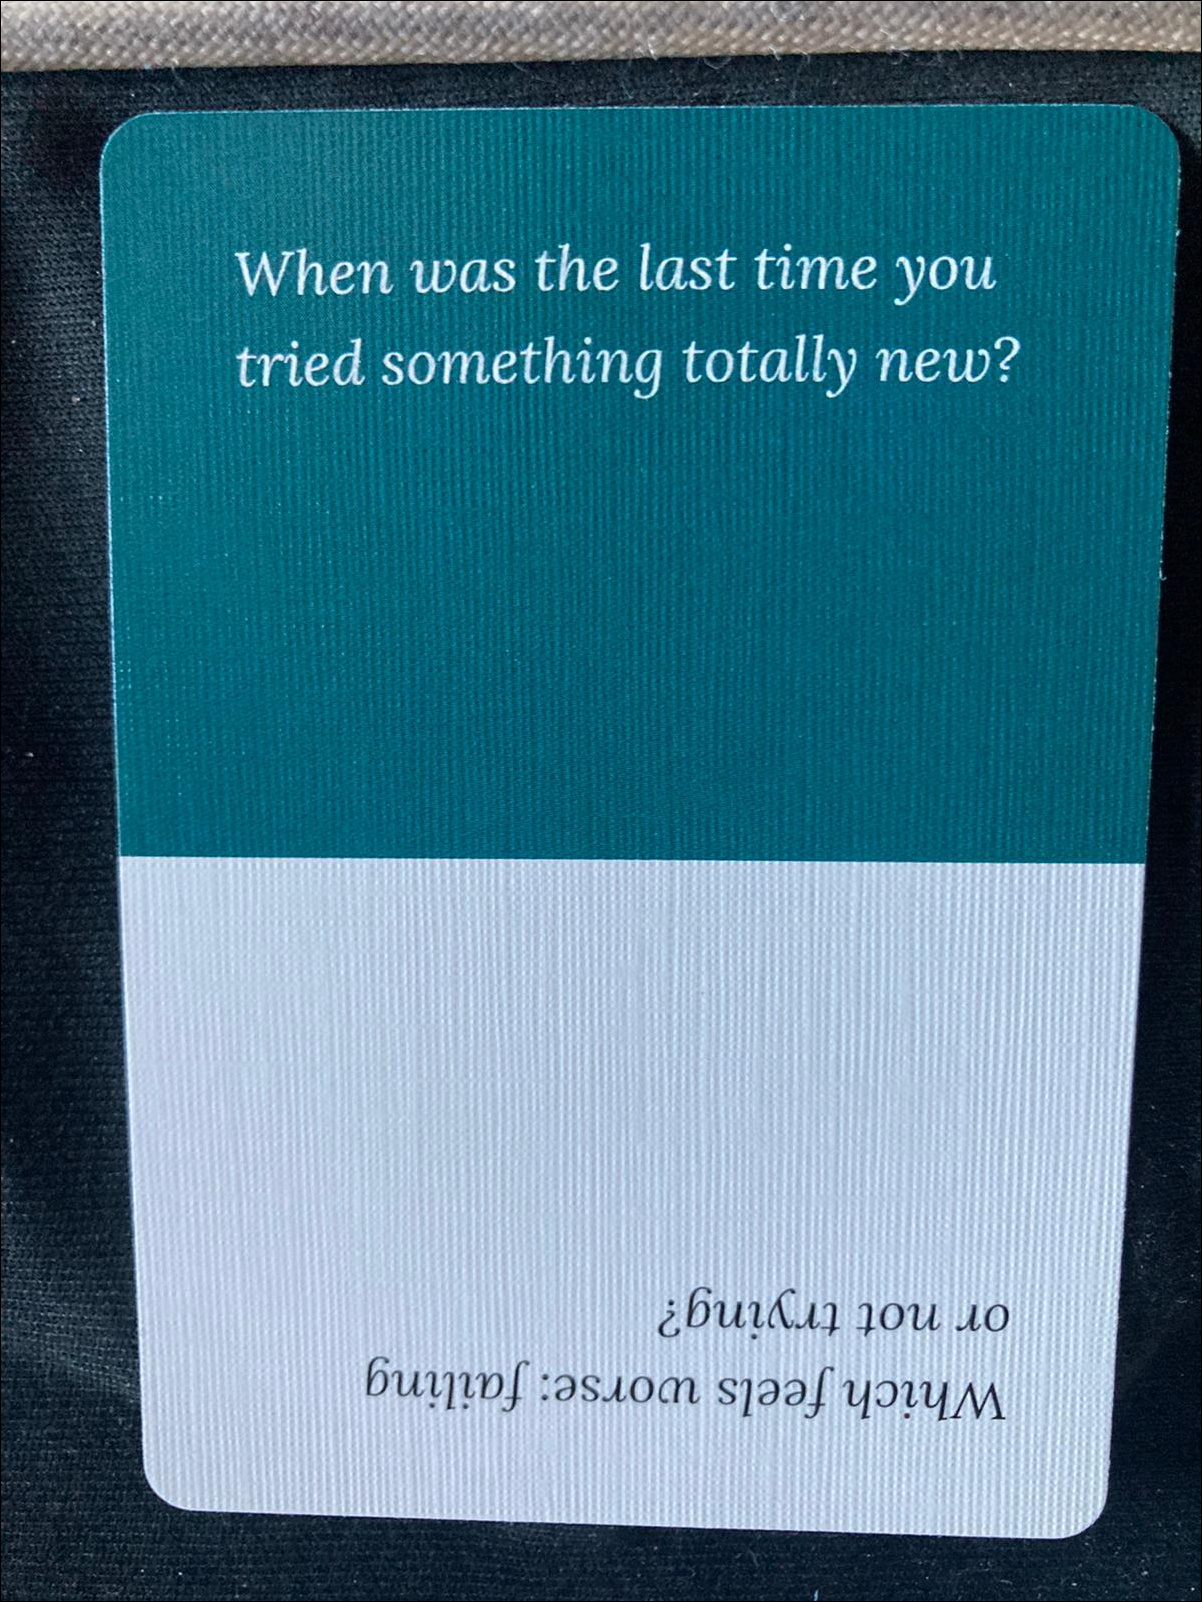 When was the last time you
tried something totally new?
Which feels worse: failing
or not trying?